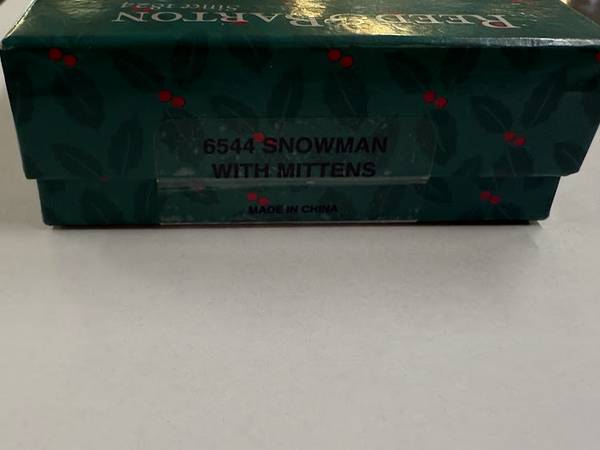 REED & BARTON
Since 1824
6544 SNOWMAN
WITH MITTENS
MADE IN CHINA